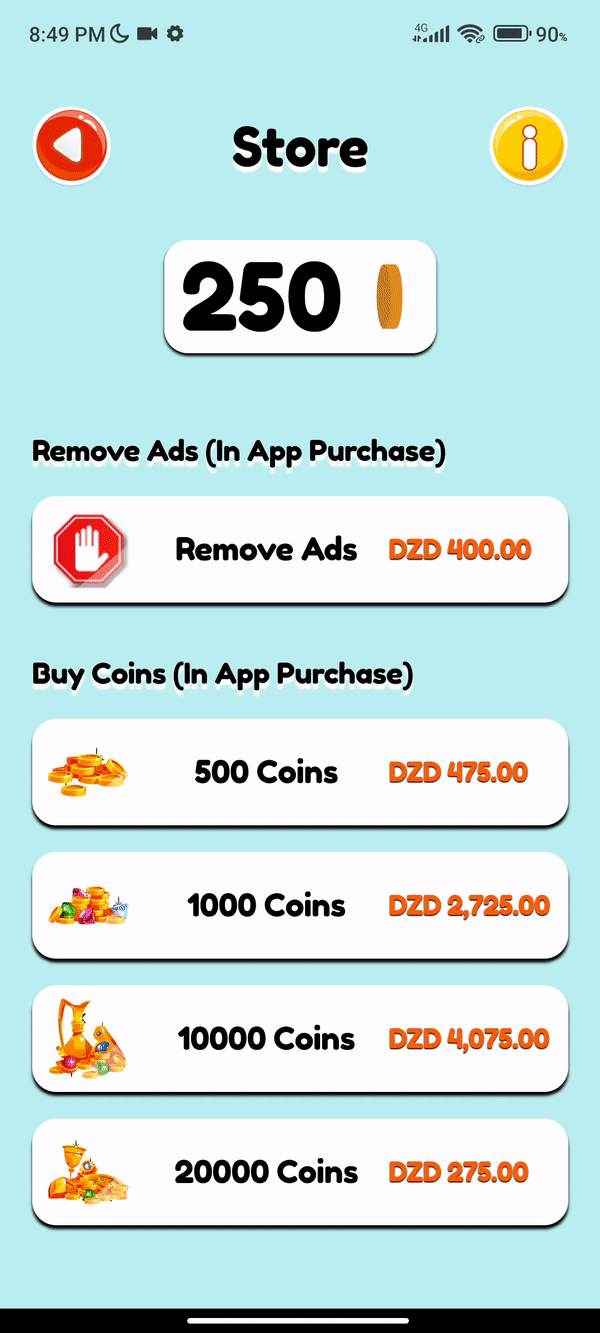 8:49 PM 4G 90%
Store
250
Remove Ads (In App Purchase)
Remove Ads DZD 400.00
Buy Coins (In App Purchase)
500 Coins DZD 475.00
1000 Coins DZD 2,725.00
10000 Coins DZD 4,075.00
20000 Coins DZD 275.00